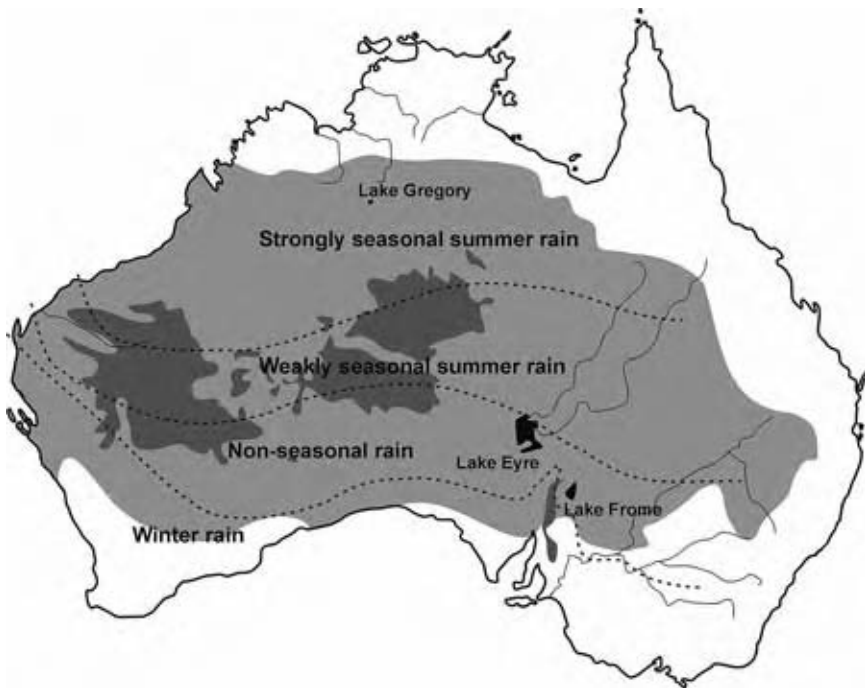 Lake Gregory
Strongly seasonal summer rain
Weakly seasonal summer rain
Non-seasonal rain
Lake Eyre
Lake Frome
Winter rain